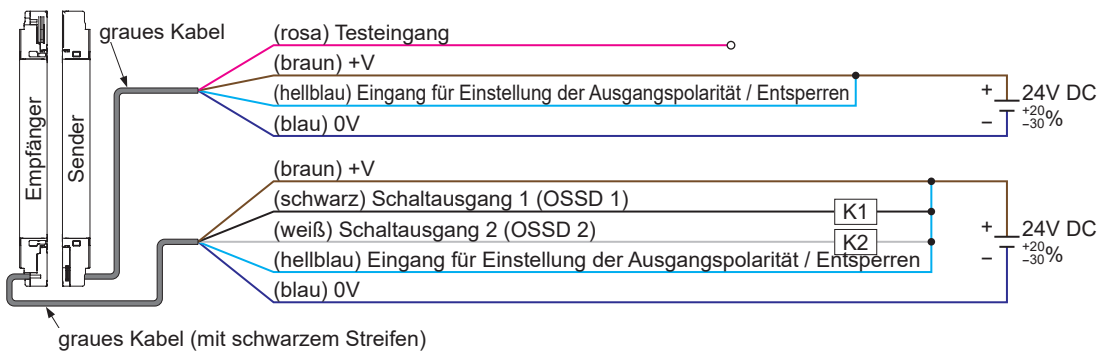 Empfänger
Sender
graues Kabel
(rosa) Testeingang
(braun) +V
(hellblau) Eingang für Einstellung der Ausgangspolarität / Entsperren
(blau) 0V
+
24V DC
+20
−30%
−
(braun) +V
(schwarz) Schaltausgang 1 (OSSD 1)
K1
(weiß) Schaltausgang 2 (OSSD 2)
K2
(hellblau) Eingang für Einstellung der Ausgangspolarität / Entsperren
(blau) 0V
+
24V DC
+20
−30%
−
graues Kabel (mit schwarzem Streifen)